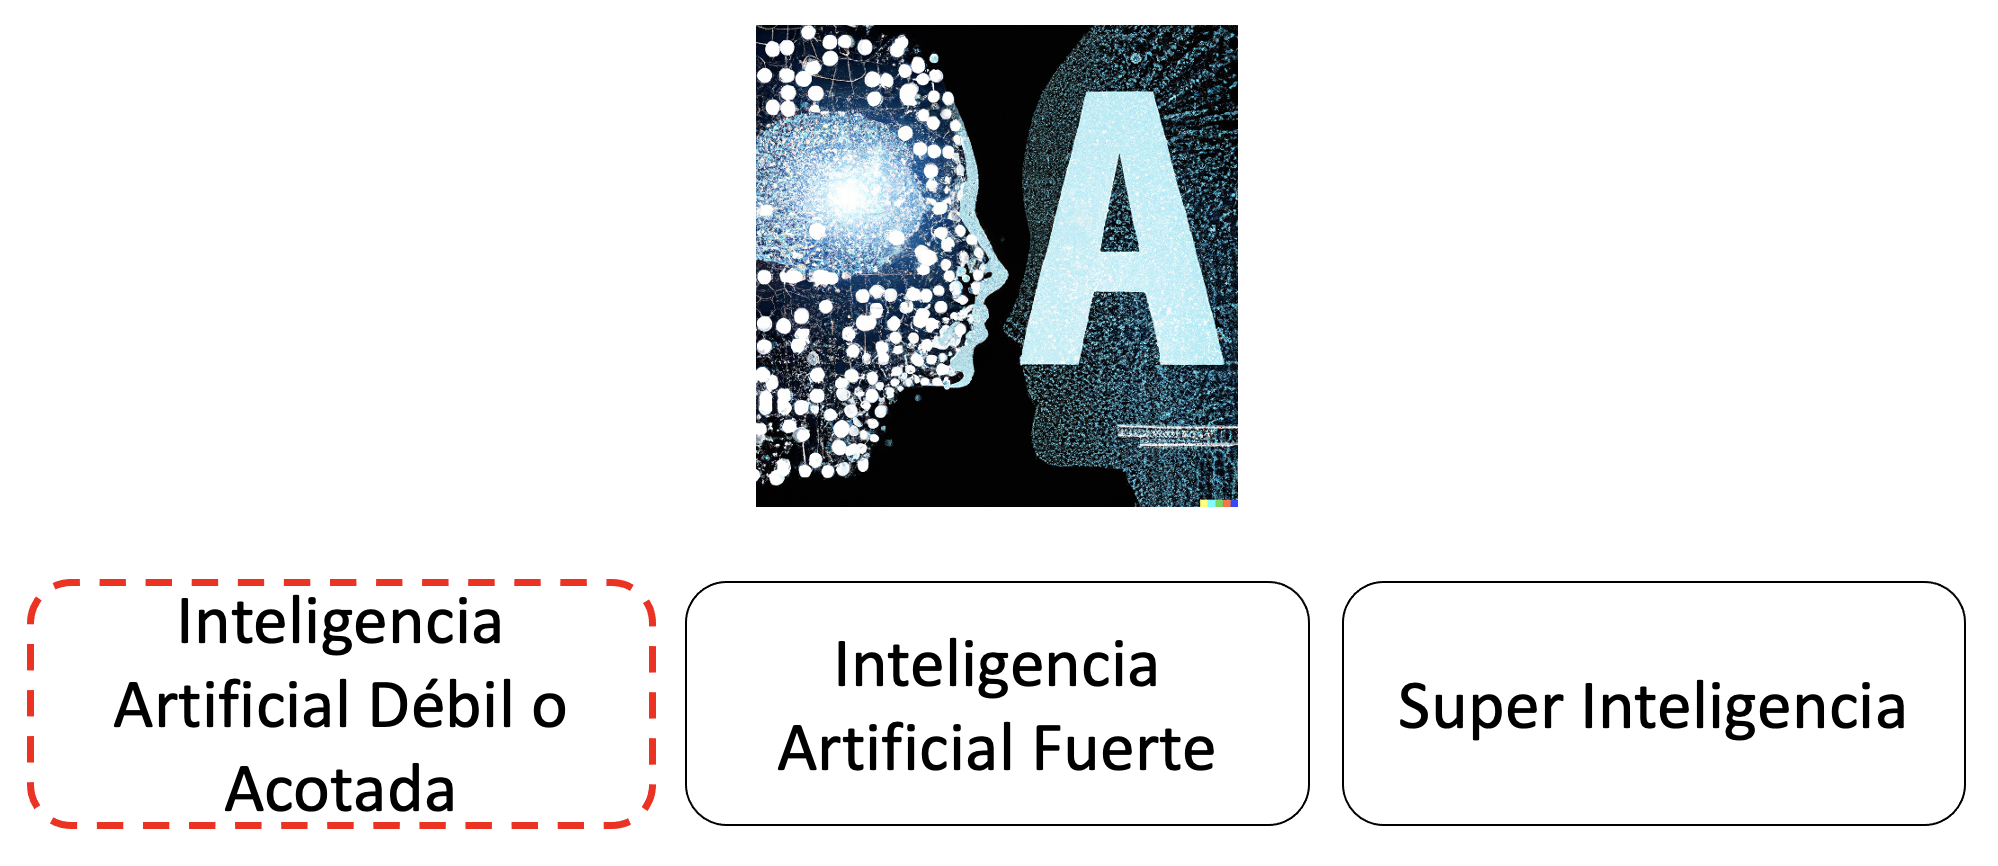 A
Inteligencia
Artificial Débil o
Acotada
Inteligencia
Artificial Fuerte
Super Inteligencia